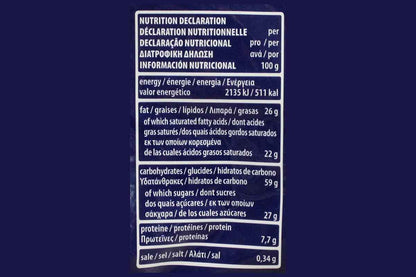 NUTRITION DECLARATION
DÉCLARATION NUTRITIONNELLE per
DECLARAÇÃO NUTRICIONAL pro / per
ΔΙΑΤΡΟΦΙΚΗ ΔΗΛΩΣΗ ανά / por
INFORMACIÓN NUTRICIONAL 100 g
energy / énergie / energia / Ενέργεια
valor energético 2135 kJ / 511 kal
fat / graisses / lípidos / Λιπαρά / grasas 26 g
of which saturated fatty acids / dont acides
gras saturés / dos quais ácidos gordos saturados
εκ των οποίων κορεσμένα
de las cuales ácidos grasos saturados 22 g
carbohydrates / glucides / hidratos de carbono
Υδατάνθρακες / hidratos de carbono 59 g
of which sugars / dont sucres
dos quais açúcares / εκ των οποίων
σάκχαρα / de los cuales azúcares 27 g
proteine / protéines / protein
Πρωτεΐνες / proteínas 7,7 g
sale / sel / salt / Αλάτι / sal 0,34 g